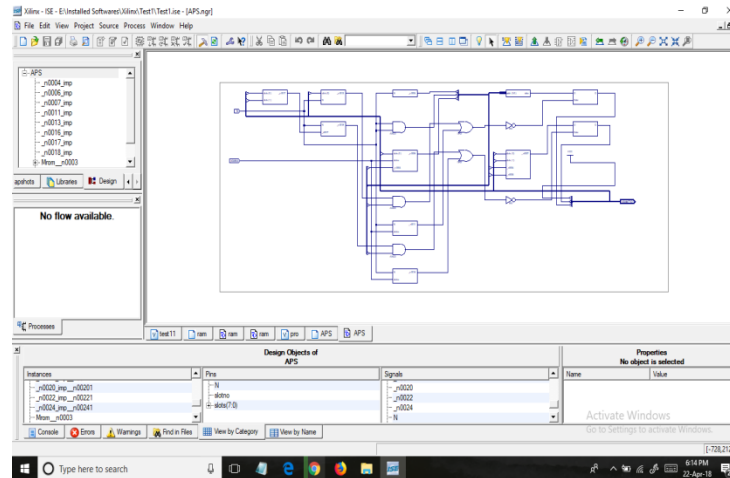 Xilinx - ISE - E:\Installed Softwares\Xilinx\Test1\Test1.ise - [APS.ngr]
File Edit View Project Source Process Window Help
APS
_n0004_imp
_n0006_imp
_n0007_imp
_n0011_imp
_n0013_imp
_n0016_imp
_n0017_imp
_n0018_imp
Mrom__n0003
apshots Libraries Design
No flow available.
Processes
test11 ram ram ram pro APS APS
Design Objects of
APS
Properties
No object is selected
Instances Pins Signals Name Value
_n0020_imp__n00201
_n0022_imp__n00221
_n0024_imp__n00241
Mrom__n0003
N
slotno
slots(7:0)
_n0020
_n0022
_n0024
N
Activate Windows
Go to Settings to activate Windows.
Console Errors Warnings Find in Files View by Category View by Name
[-728,212
Type here to search
ISE
6:14 PM
22-Apr-18